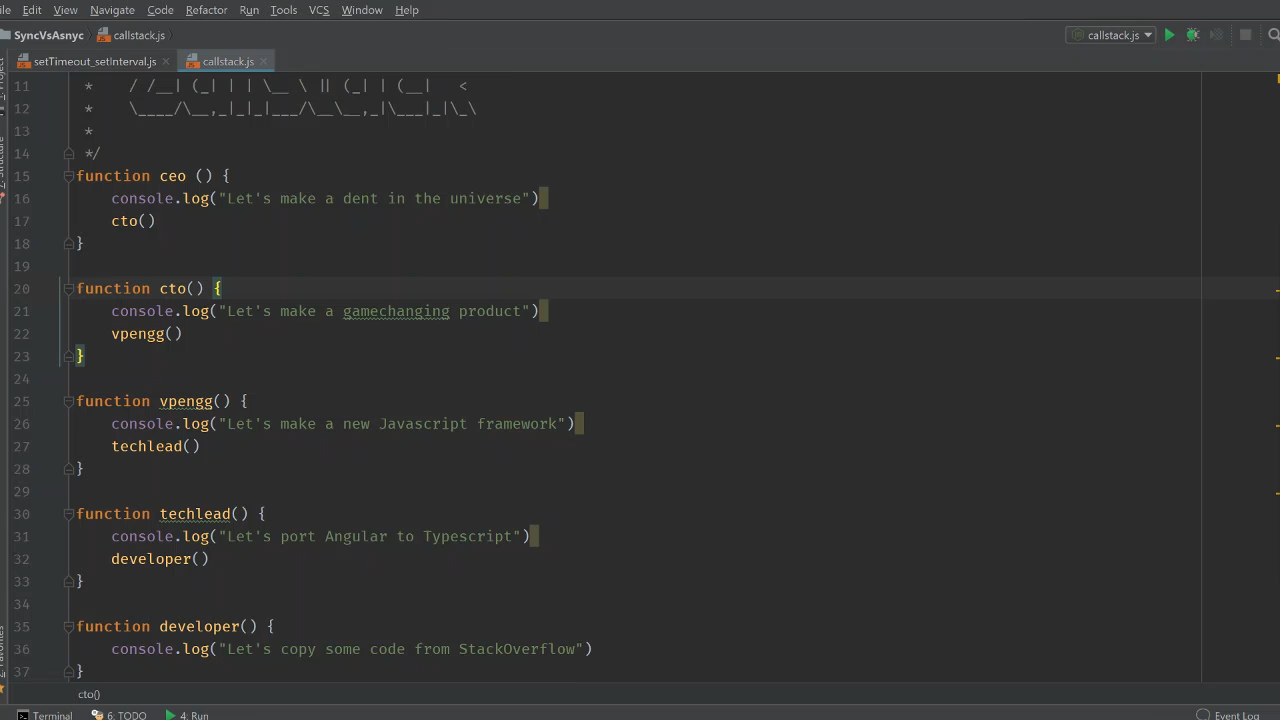 ile Edit View Navigate Code Refactor Run Tools VCS Window Help
SyncVsAsnyc callstack.js callstack.js
setTimeout_setInterval.js callstack.js
11 * / /__| (_| | | \__ \ || (_| | (__| <
12 * \____/\__,_|_|_|___/\__\__,_|\___|_|\_\
13 *
14 */
15 function ceo () {
16 console.log("Let's make a dent in the universe")
17 cto()
18 }
19
20 function cto() {
21 console.log("Let's make a gamechanging product")
22 vpengg()
23 }
24
25 function vpengg() {
26 console.log("Let's make a new Javascript framework")
27 techlead()
28 }
29
30 function techlead() {
31 console.log("Let's port Angular to Typescript")
32 developer()
33 }
34
35 function developer() {
36 console.log("Let's copy some code from StackOverflow")
37 }
cto()
Terminal 6: TODO 4: Run Event Log